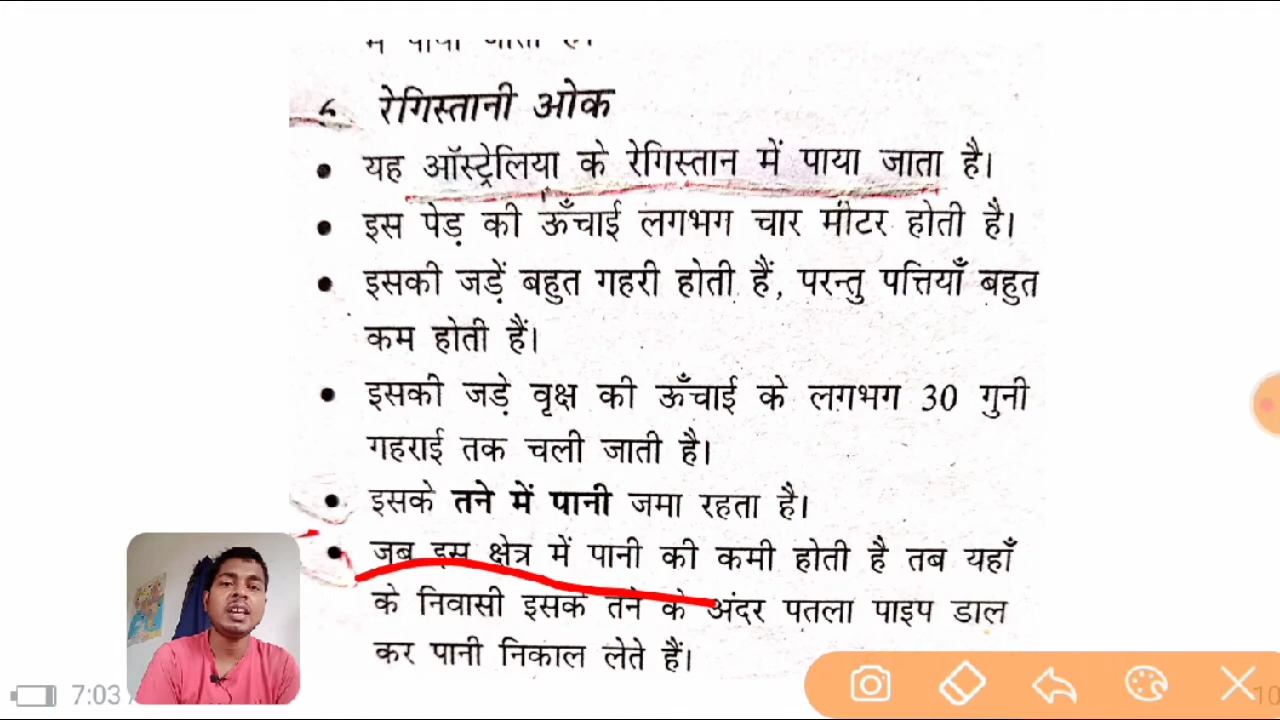 रेगिस्तानी ओक
• यह ऑस्ट्रेलिया के रेगिस्तान में पाया जाता है।
• इस पेड़ की ऊँचाई लगभग चार मीटर होती है।
• इसकी जड़ें बहुत गहरी होती हैं, परन्तु पत्तियाँ बहुत
कम होती हैं।
• इसकी जड़े वृक्ष की ऊँचाई के लगभग 30 गुनी
गहराई तक चली जाती है।
• इसके तने में पानी जमा रहता है।
• जब इस क्षेत्र में पानी की कमी होती है तब यहाँ
के निवासी इसके तने के अंदर पतला पाइप डाल
कर पानी निकाल लेते हैं।
7:03